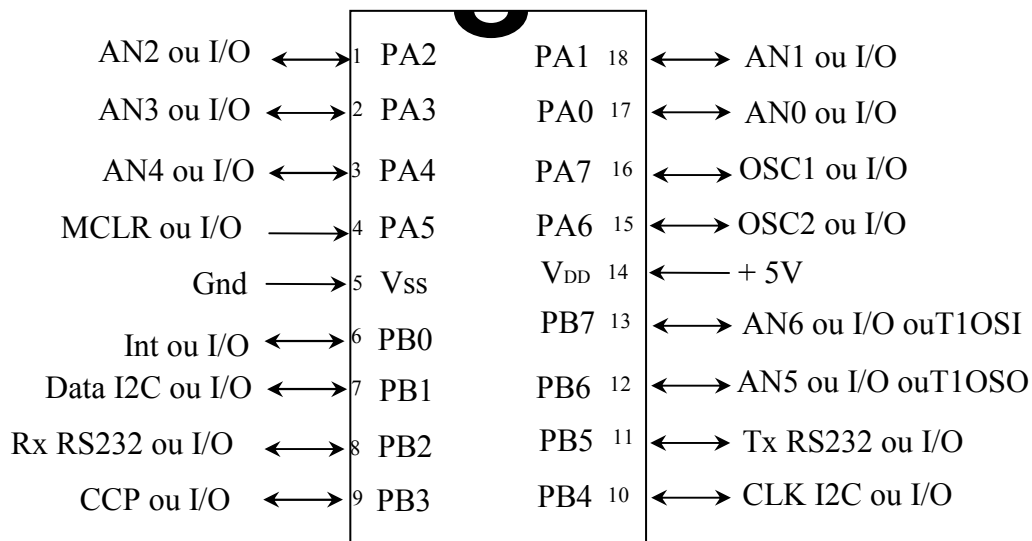 AN2 ou I/O 1 PA2 PA1 18 AN1 ou I/O
AN3 ou I/O 2 PA3 PA0 17 AN0 ou I/O
AN4 ou I/O 3 PA4 PA7 16 OSC1 ou I/O
MCLR ou I/O 4 PA5 PA6 15 OSC2 ou I/O
Gnd 5 Vss VDD 14 + 5V
Int ou I/O 6 PB0 PB7 13 AN6 ou I/O ouT1OSI
Data I2C ou I/O 7 PB1 PB6 12 AN5 ou I/O ouT1OSO
Rx RS232 ou I/O 8 PB2 PB5 11 Tx RS232 ou I/O
CCP ou I/O 9 PB3 PB4 10 CLK I2C ou I/O